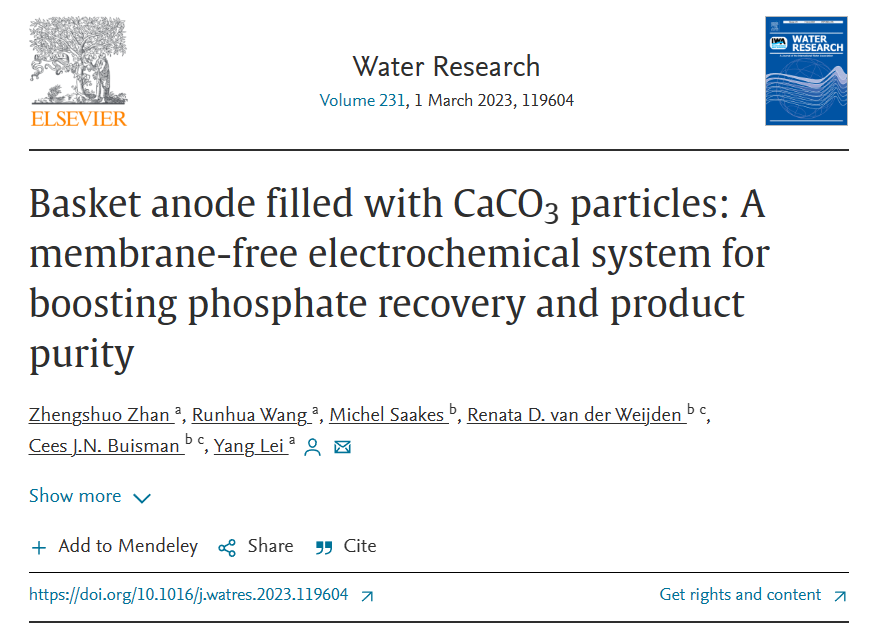 ELSEVIER
Water Research
Volume 231, 1 March 2023, 119604
WATER
RESEARCH
Basket anode filled with CaCO₃ particles: A
membrane-free electrochemical system for
boosting phosphate recovery and product
purity
Zhengshuo Zhan a, Runhua Wang a, Michel Saakes b, Renata D. van der Weijden b c,
Cees J.N. Buisman b c, Yang Lei a
Show more
Add to Mendeley Share Cite
https://doi.org/10.1016/j.watres.2023.119604 Get rights and content